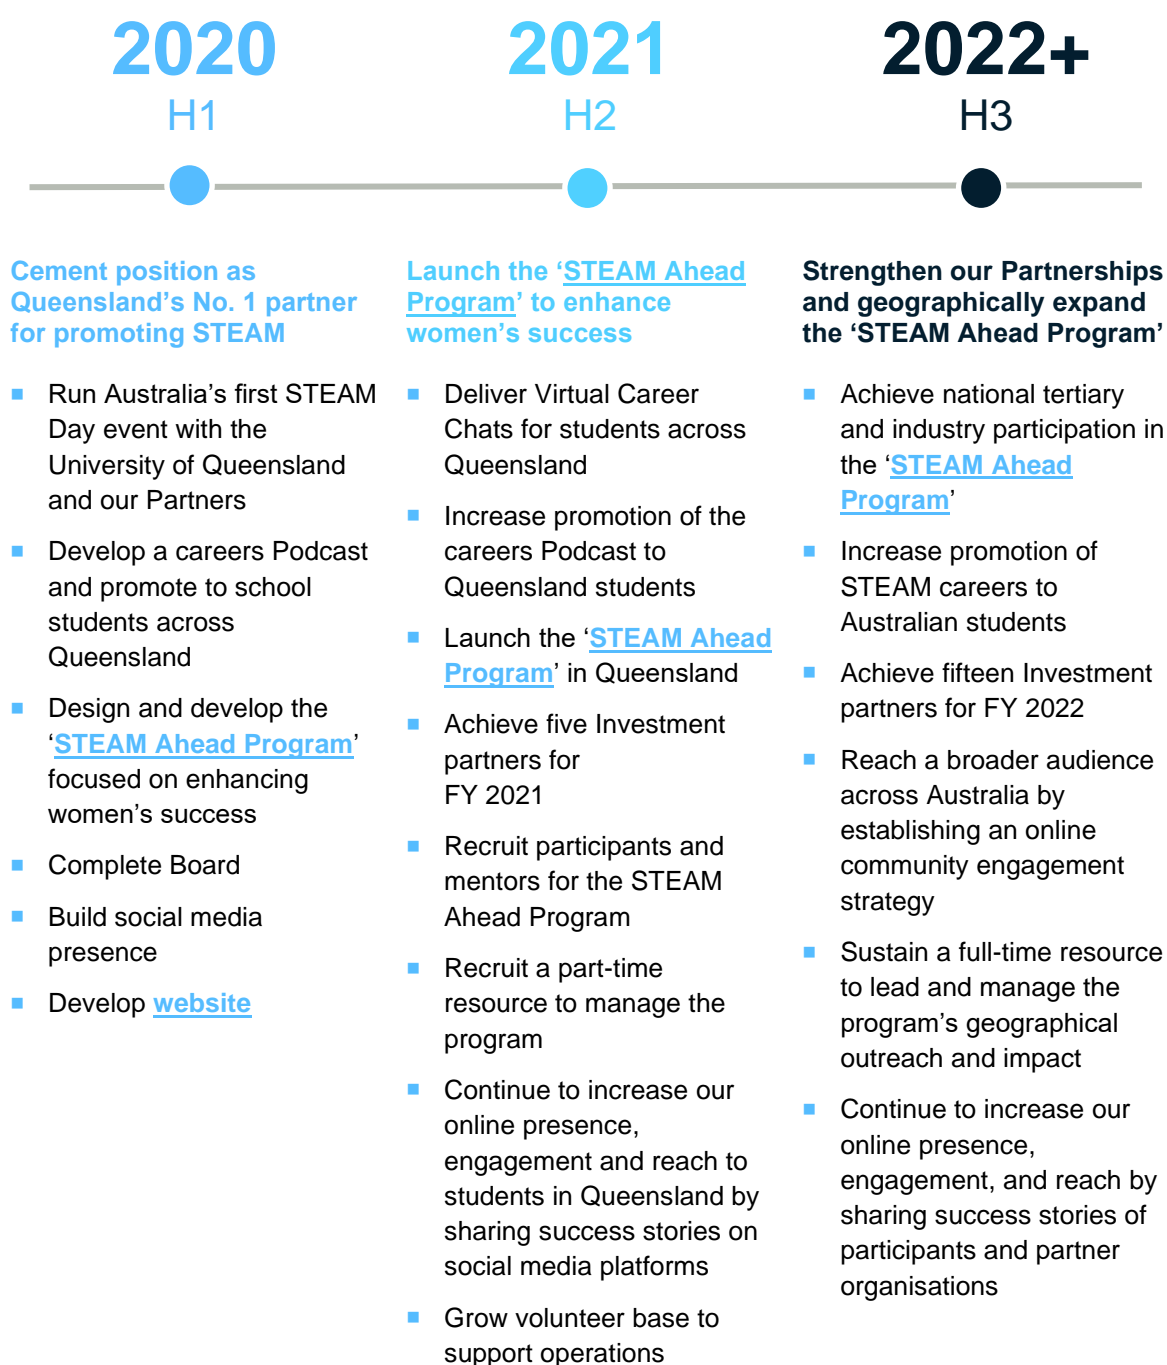 2020
H1
2021
H2
2022+
H3
Cement position as
Queensland’s No. 1 partner
for promoting STEAM
Run Australia’s first STEAM
Day event with the
University of Queensland
and our Partners
Develop a careers Podcast
and promote to school
students across
Queensland
Design and develop the
‘STEAM Ahead Program’
focused on enhancing
women’s success
Complete Board
Build social media
presence
Develop website
Launch the ‘STEAM Ahead
Program’ to enhance
women’s success
Deliver Virtual Career
Chats for students across
Queensland
Increase promotion of the
careers Podcast to
Queensland students
Launch the ‘STEAM Ahead
Program’ in Queensland
Achieve five Investment
partners for
FY 2021
Recruit participants and
mentors for the STEAM
Ahead Program
Recruit a part-time
resource to manage the
program
Continue to increase our
online presence,
engagement and reach to
students in Queensland by
sharing success stories on
social media platforms
Grow volunteer base to
support operations
Strengthen our Partnerships
and geographically expand
the ‘STEAM Ahead Program’
Achieve national tertiary
and industry participation in
the ‘STEAM Ahead
Program’
Increase promotion of
STEAM careers to
Australian students
Achieve fifteen Investment
partners for FY 2022
Reach a broader audience
across Australia by
establishing an online
community engagement
strategy
Sustain a full-time resource
to lead and manage the
program’s geographical
outreach and impact
Continue to increase our
online presence,
engagement, and reach by
sharing success stories of
participants and partner
organisations